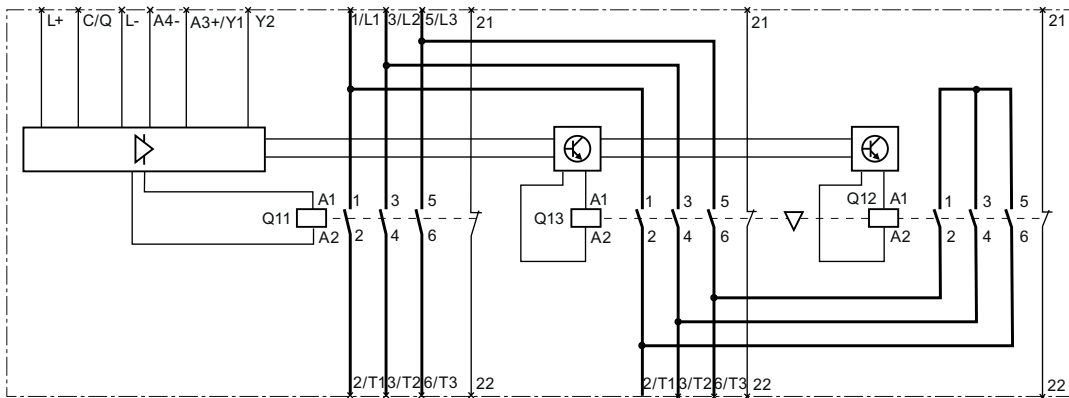 L+ C/Q L- A4- A3+/Y1 Y2 1/L1 3/L2 5/L3 21 21 21
A1 1 3 5 A1 1 3 5 Q12 A1 1 3 5
Q11 Q13
A2 2 4 6 A2 2 4 6 A2 2 4 6
2/T1 3/T2 6/T3 22 2/T1 3/T2 6/T3 22 22